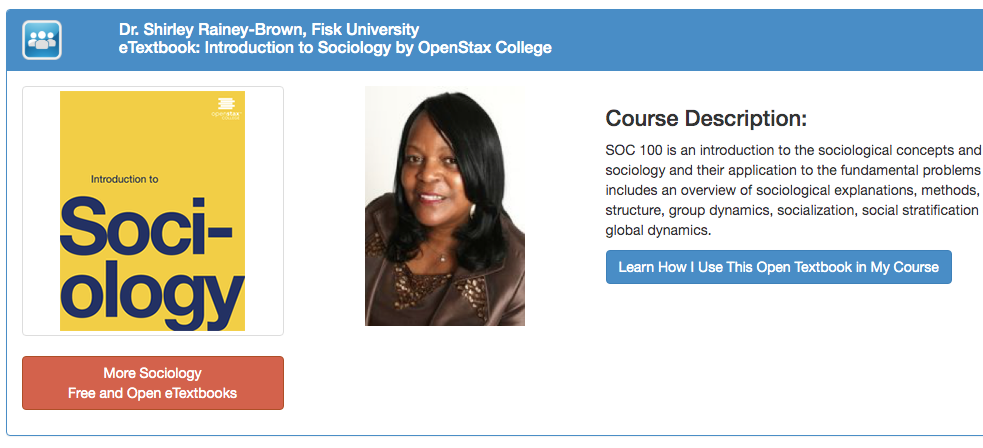 Dr. Shirley Rainey-Brown, Fisk University
eTextbook: Introduction to Sociology by OpenStax College
openstax
COLLEGE
Introduction to
Soci-
ology
More Sociology
Free and Open eTextbooks
Course Description:
SOC 100 is an introduction to the sociological concepts and
sociology and their application to the fundamental problems
includes an overview of sociological explanations, methods,
structure, group dynamics, socialization, social stratification
global dynamics.
Learn How I Use This Open Textbook in My Course